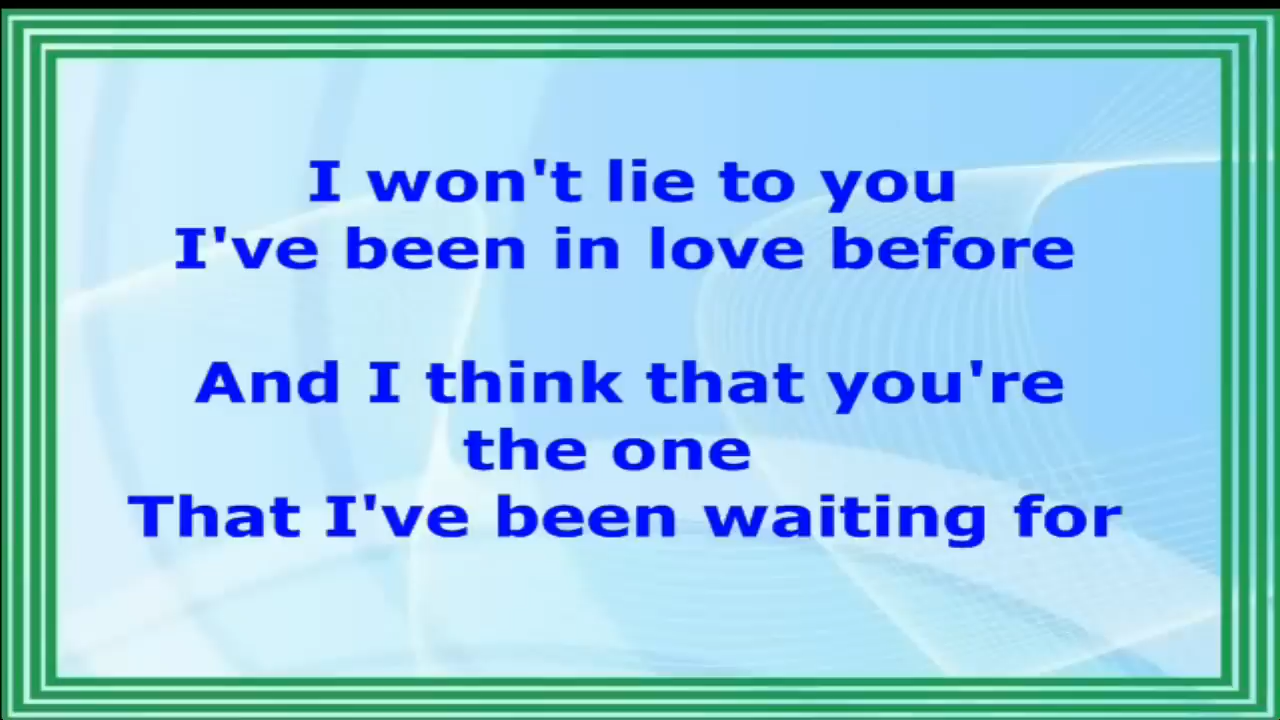 I won't lie to you
I've been in love before
And I think that you're
the one
That I've been waiting for